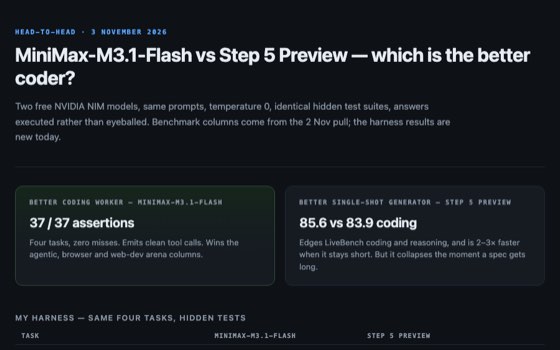 HEAD-TO-HEAD · 3 NOVEMBER 2026
MiniMax-M3.1-Flash vs Step 5 Preview — which is the better
coder?
Two free NVIDIA NIM models, same prompts, temperature 0, identical hidden test suites, answers
executed rather than eyeballed. Benchmark columns come from the 2 Nov pull; the harness results are
new today.
BETTER CODING WORKER — MINIMAX-M3.1-FLASH
37 / 37 assertions
Four tasks, zero misses. Emits clean tool calls. Wins the
agentic, browser and web-dev arena columns.
BETTER SINGLE-SHOT GENERATOR — STEP 5 PREVIEW
85.6 vs 83.9 coding
Edges LiveBench coding and reasoning, and is 2–3× faster
when it stays short. But it collapses the moment a spec gets
long.
MY HARNESS — SAME FOUR TASKS, HIDDEN TESTS
TASK MINIMAX-M3.1-FLASH STEP 5 PREVIEW